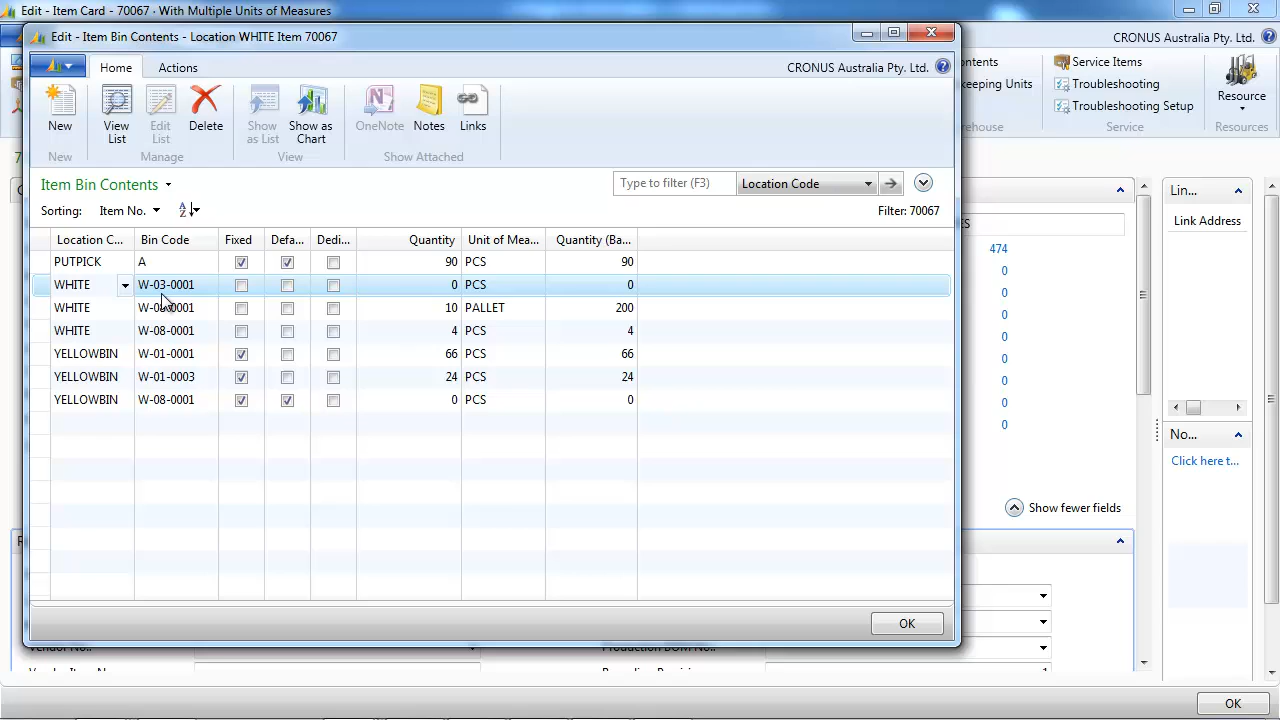 Edit - Item Card - 70067 · With Multiple Units of Measures
Edit - Item Bin Contents - Location WHITE Item 70067
CRONUS Australia Pty. Ltd.
Home
Actions
CRONUS Australia Pty. Ltd.
New
View List
Edit List
Delete
Show as List
Show as Chart
OneNote
Notes
Links
New
Manage
View
Show Attached
Service Items
Troubleshooting
Troubleshooting Setup
Service
Resource
Resources
Item Bin Contents
Type to filter (F3)
Location Code
Sorting:
Item No.
Filter: 70067
Location C... Bin Code Fixed Defa... Dedi... Quantity Unit of Mea... Quantity (Ba...
PUTPICK A 90 PCS 90
WHITE W-03-0001 0 PCS 0
WHITE 10 PALLET 200
WHITE W-08-0001 4 PCS 4
YELLOWBIN W-01-0001 66 PCS 66
YELLOWBIN W-01-0003 24 PCS 24
YELLOWBIN W-08-0001 0 PCS 0
OK
474
0
0
0
0
0
0
0
0
Show fewer fields
Lin...
Link Address
No...
Click here t...
OK